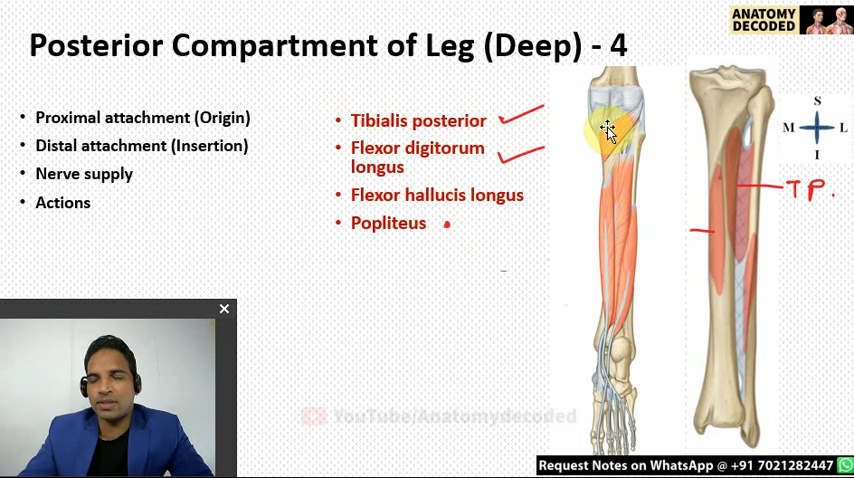 ANATOMY
DECODED
Posterior Compartment of Leg (Deep) - 4
• Proximal attachment (Origin)
• Distal attachment (Insertion)
• Nerve supply
• Actions
• Tibialis posterior
• Flexor digitorum
longus
• Flexor hallucis longus
• Popliteus
S
M L
I
TP.
YouTube/Anatomydecoded
Request Notes on WhatsApp @ +91 7021282447